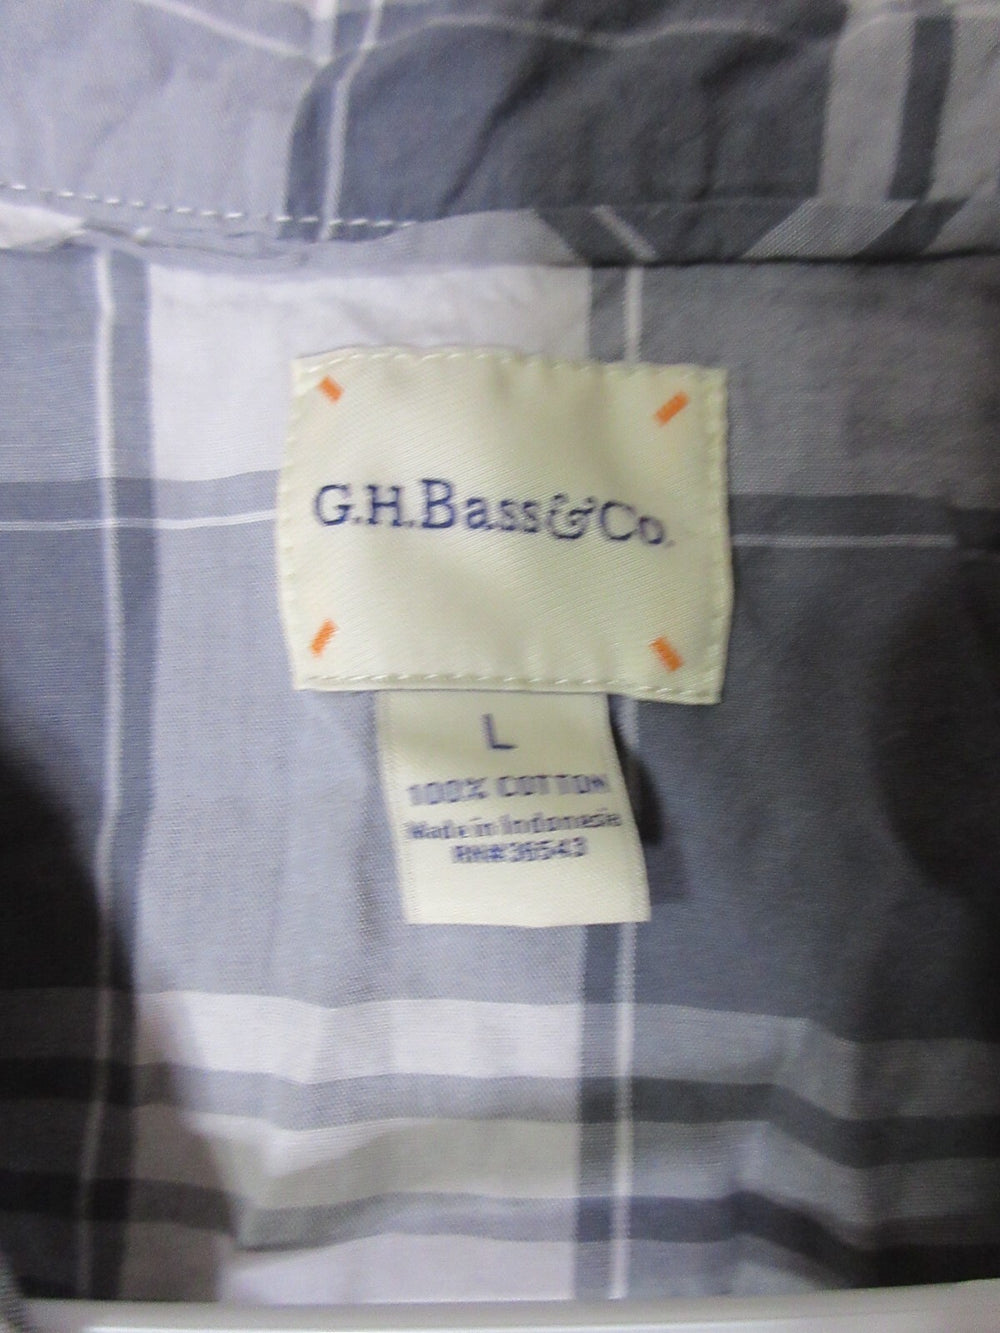 G.H.Bass&Co.
L
100% COTTON
Made in Indonesia
RN#36543